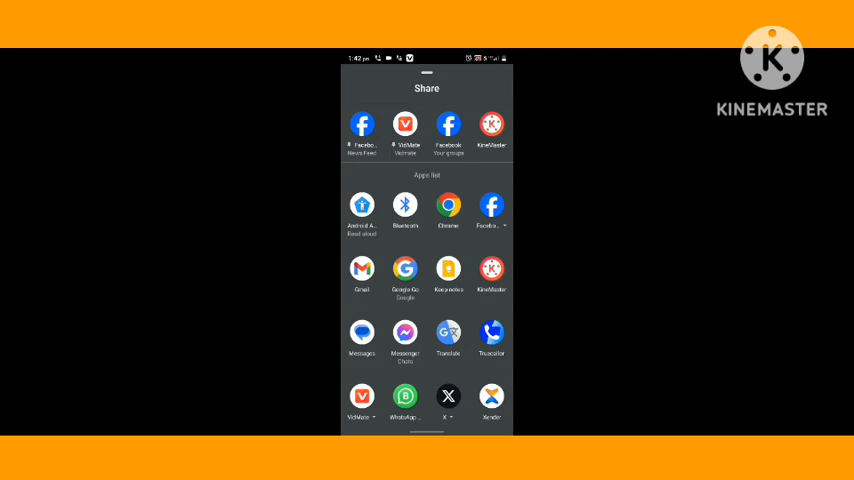 KINEMASTER
1:42 pm
Share
Facebo... VidMate Facebook KineMaster
News Feed Vidmate Your groups
Apps list
Android A... Bluetooth Chrome Facebo...
Read aloud
Gmail Google Go Keep notes KineMaster
Google
Messages Messenger Translate Truecaller
Chats
VidMate WhatsApp ... X Xender